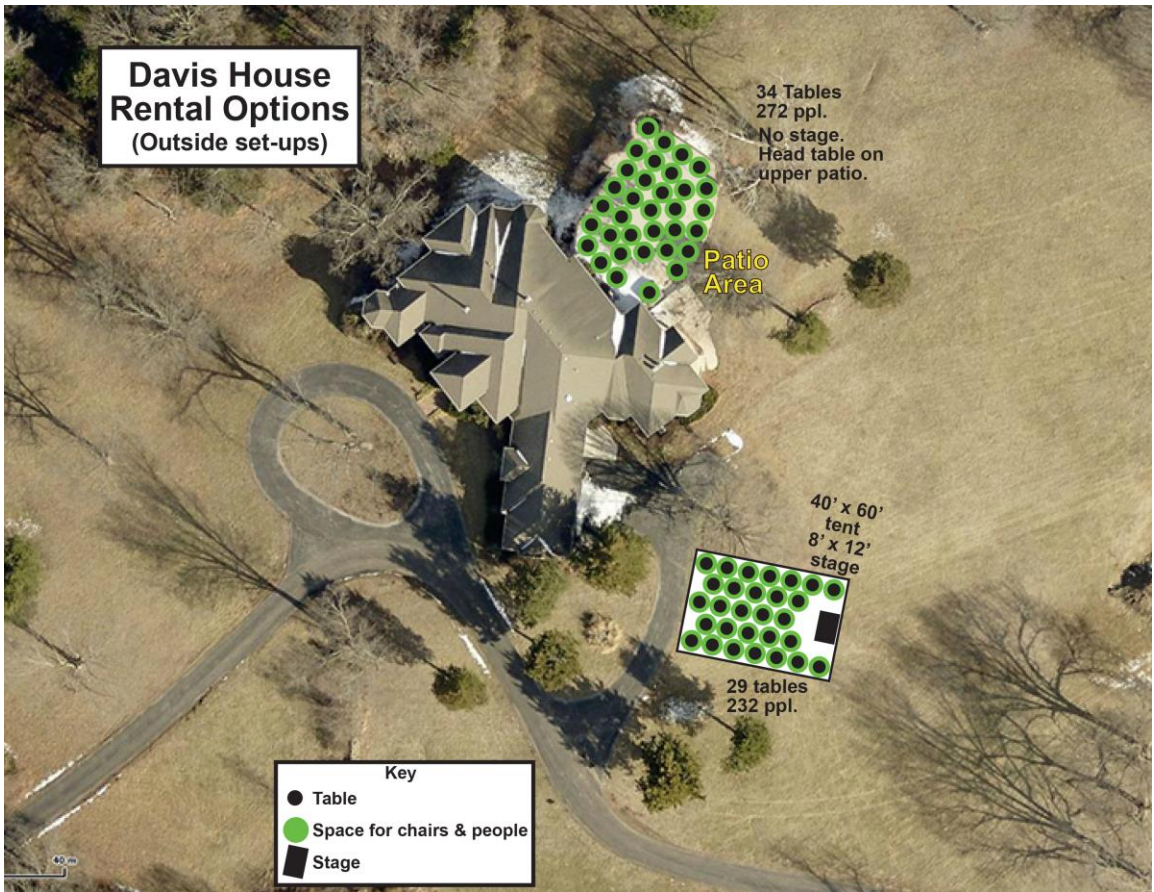 Davis House
Rental Options
(Outside set-ups)
34 Tables
272 ppl.
No stage.
Head table on
upper patio.
Patio
Area
40' x 60'
tent
8' x 12'
stage
29 tables
232 ppl.
Key
Table
Space for chairs & people
Stage
40 m